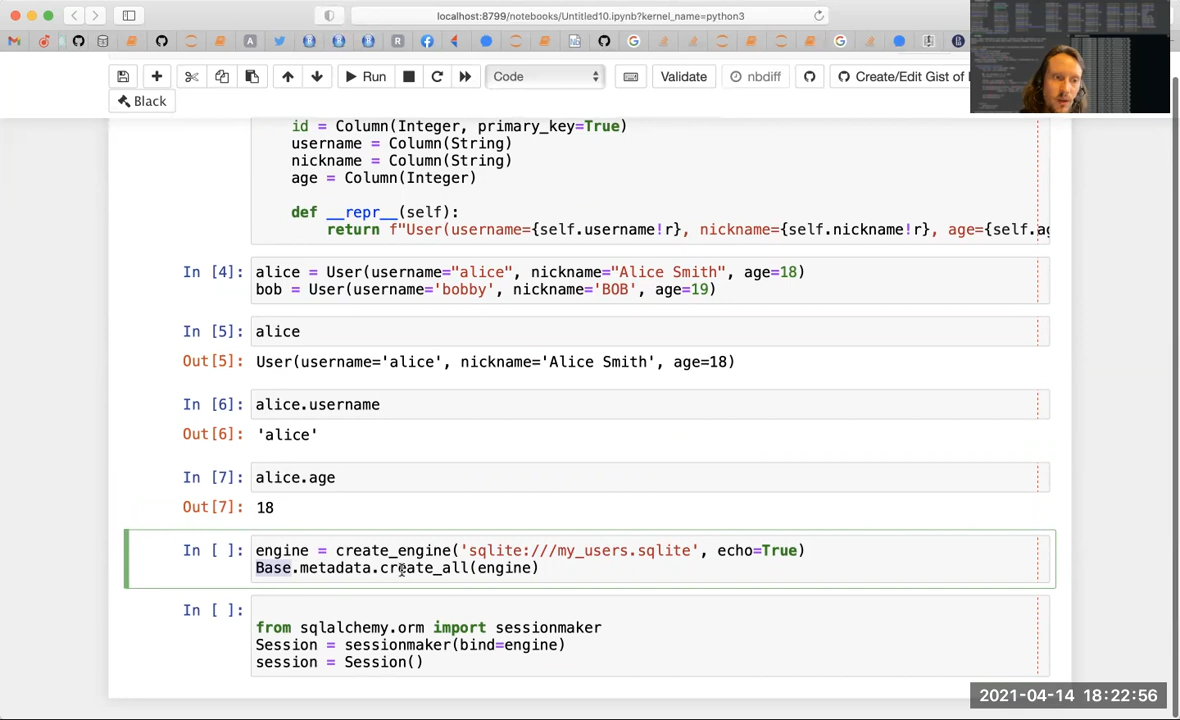 localhost:8799/notebooks/Untitled10.ipynb?kernel_name=python3
Run
Code
Validate
nbdiff
Create/Edit Gist of
Black
id = Column(Integer, primary_key=True)
username = Column(String)
nickname = Column(String)
age = Column(Integer)
def __repr__(self):
return f"User(username={self.username!r}, nickname={self.nickname!r}, age={self.ag
In [4]: alice = User(username="alice", nickname="Alice Smith", age=18)
bob = User(username='bobby', nickname='BOB', age=19)
In [5]: alice
Out[5]: User(username='alice', nickname='Alice Smith', age=18)
In [6]: alice.username
Out[6]: 'alice'
In [7]: alice.age
Out[7]: 18
In [ ]: engine = create_engine('sqlite:///my_users.sqlite', echo=True)
Base.metadata.create_all(engine)
In [ ]:
from sqlalchemy.orm import sessionmaker
Session = sessionmaker(bind=engine)
session = Session()
2021-04-14 18:22:56